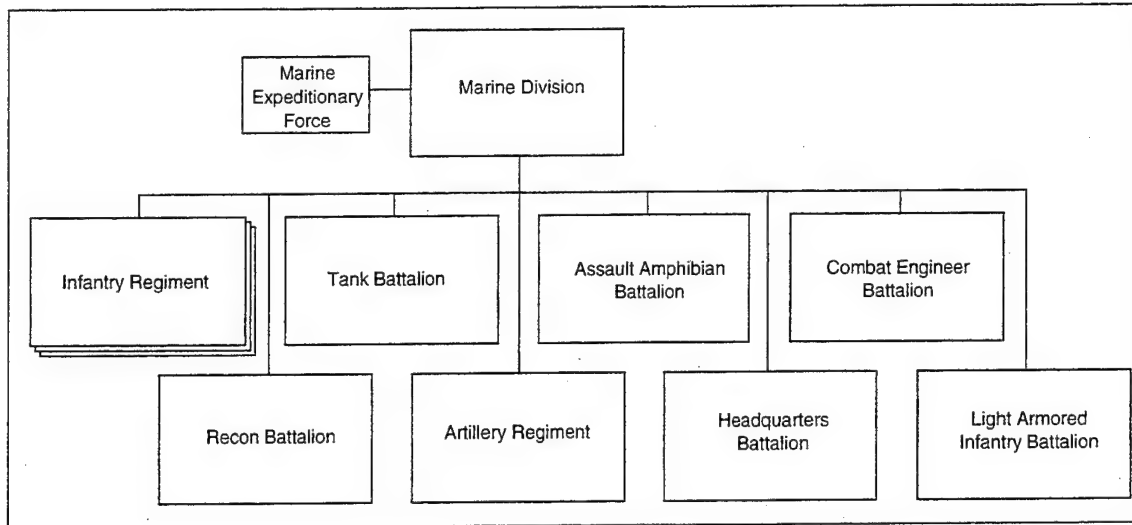 Marine
Expeditionary
Force
Marine Division
Infantry Regiment
Tank Battalion
Assault Amphibian
Battalion
Combat Engineer
Battalion
Recon Battalion
Artillery Regiment
Headquarters
Battalion
Light Armored
Infantry Battalion